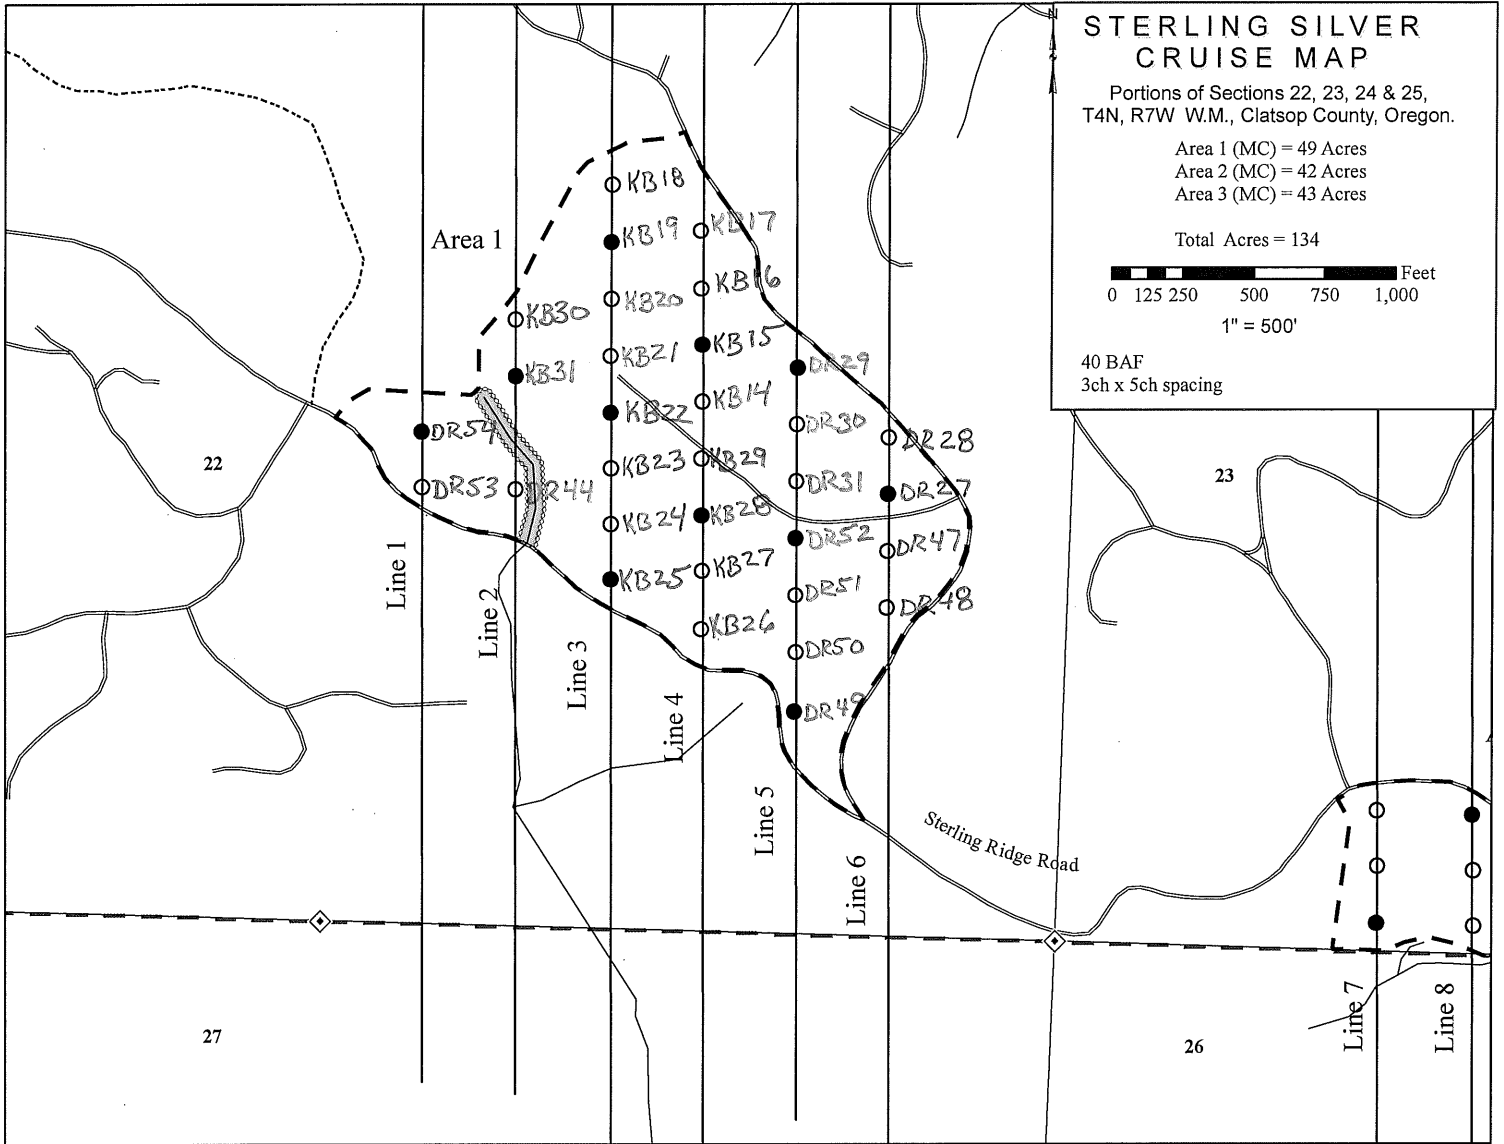 STERLING SILVER
CRUISE MAP
Portions of Sections 22, 23, 24 & 25,
T4N, R7W W.M., Clatsop County, Oregon.
Area 1 (MC) = 49 Acres
Area 2 (MC) = 42 Acres
Area 3 (MC) = 43 Acres
Total Acres = 134
Feet
0 125 250 500 750 1,000
1" = 500'
40 BAF
3ch x 5ch spacing
Area 1
KB18
KB19
KB17
KB20
KB16
KB30
KB21
KB15
KB31
DR29
KB22
KB14
DR30
DR54
DR28
22
KB23
KB29
23
DR53
DR44
DR31
DR27
KB24
KB28
DR52
DR47
KB25
KB27
DR51
DR48
KB26
DR50
DR49
Line 1
Line 2
Line 3
Line 4
Line 5
Line 6
Sterling Ridge Road
Line 7
Line 8
27
26